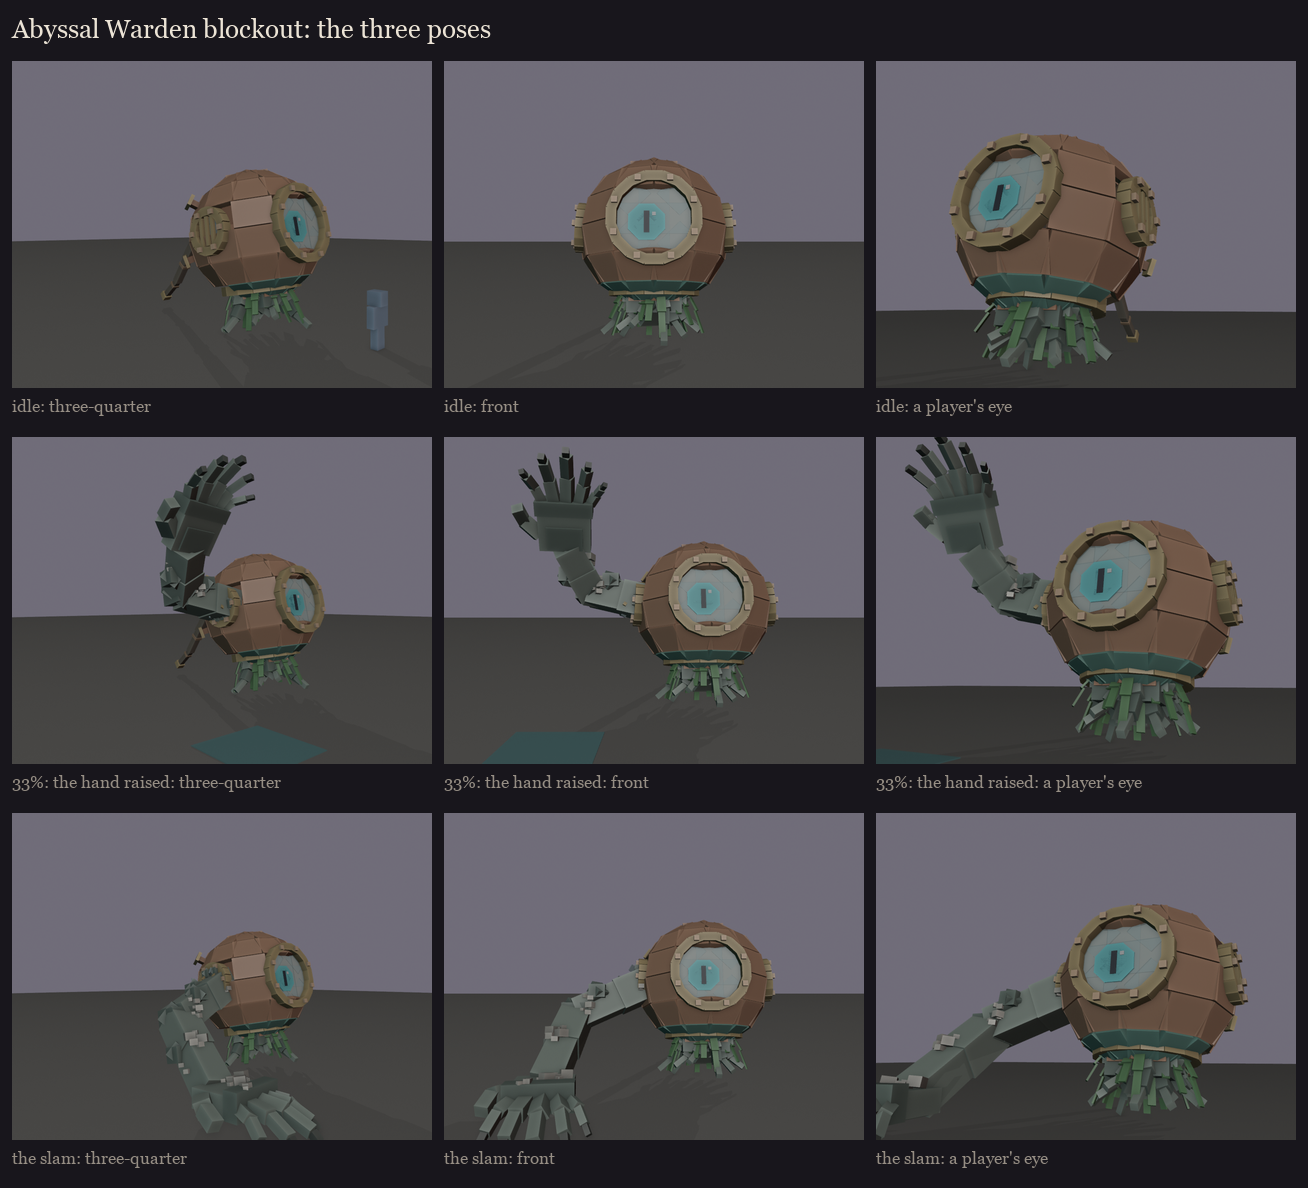 Abyssal Warden blockout: the three poses
idle: three-quarter
idle: front
idle: a player's eye
33%: the hand raised: three-quarter
33%: the hand raised: front
33%: the hand raised: a player's eye
the slam: three-quarter
the slam: front
the slam: a player's eye